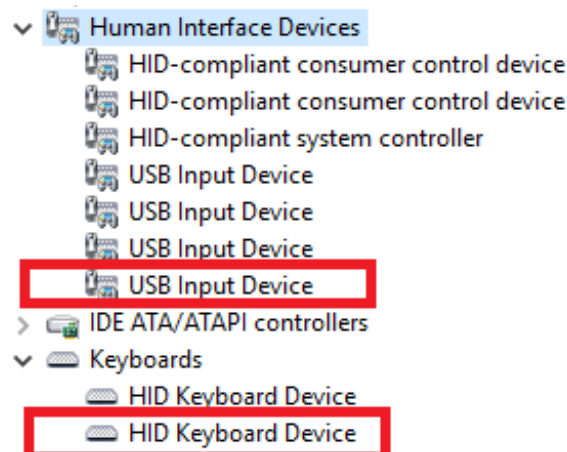 Human Interface Devices
HID-compliant consumer control device
HID-compliant consumer control device
HID-compliant system controller
USB Input Device
USB Input Device
USB Input Device
USB Input Device
IDE ATA/ATAPI controllers
Keyboards
HID Keyboard Device
HID Keyboard Device